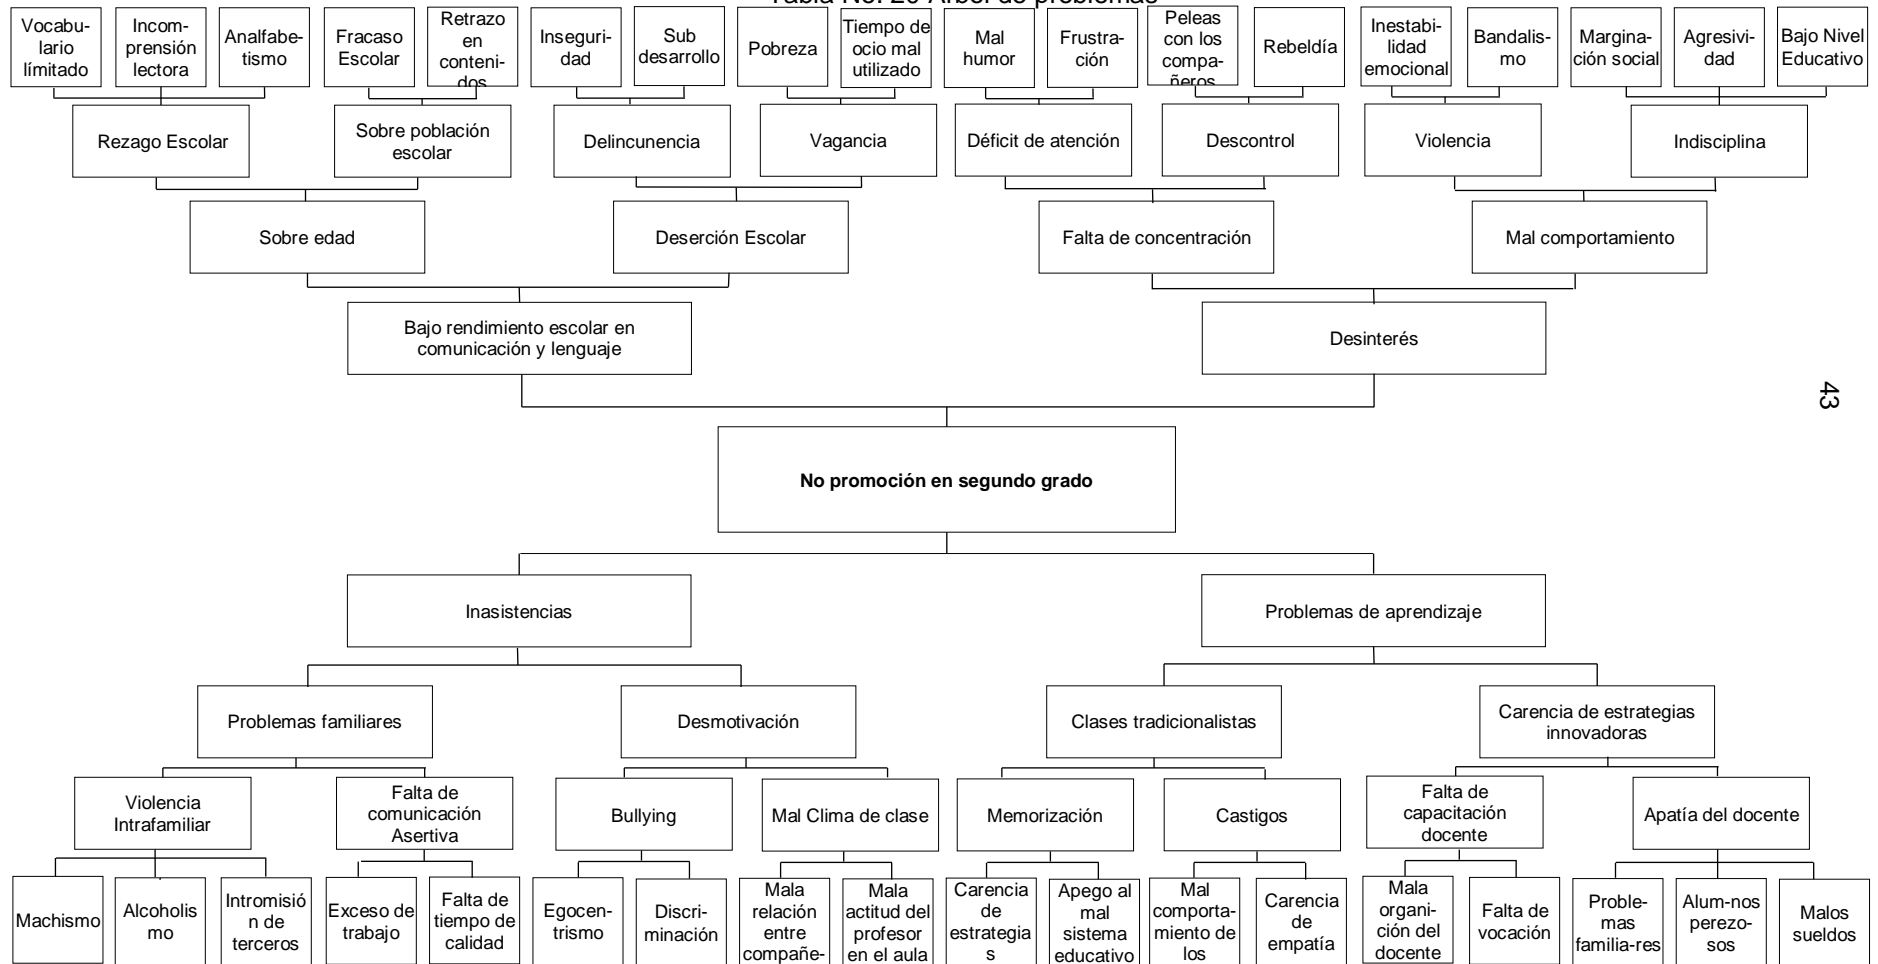 Tabla No. 20 Árbol de problemas
Vocabu-
lario
límitado
Incom-
prensión
lectora
Analfabe-
tismo
Fracaso
Escolar
Retrazo
en
conteni-
dos
Inseguri-
dad
Sub
desarrollo
Pobreza
Tiempo de
ocio mal
utilizado
Mal
humor
Frustra-
ción
Peleas
con los
compa-
ñeros
Rebeldía
Inestabi-
lidad
emocional
Bandalis-
mo
Margina-
ción social
Agresivi-
dad
Bajo Nivel
Educativo
Rezago Escolar
Sobre población
escolar
Delincunencia
Vagancia
Déficit de atención
Descontrol
Violencia
Indisciplina
Sobre edad
Deserción Escolar
Falta de concentración
Mal comportamiento
Bajo rendimiento escolar en
comunicación y lenguaje
Desinterés
43
No promoción en segundo grado
Inasistencias
Problemas de aprendizaje
Problemas familiares
Desmotivación
Clases tradicionalistas
Carencia de estrategias
innovadoras
Violencia
Intrafamiliar
Falta de
comunicación
Asertiva
Bullying
Mal Clima de clase
Memorización
Castigos
Falta de
capacitación
docente
Apatía del docente
Machismo
Alcoholis
mo
Intromisió
n de
terceros
Exceso de
trabajo
Falta de
tiempo de
calidad
Egocen-
trismo
Discri-
minación
Mala
relación
entre
compañe-
Mala
actitud del
profesor
en el aula
Carencia
de
estrategia
s
Apego al
mal
sistema
educativo
Mal
comporta-
miento de
los
Carencia
de
empatía
Mala
organi-
ción del
docente
Falta de
vocación
Proble-
mas
familia-res
Alum-nos
perezo-
sos
Malos
sueldos